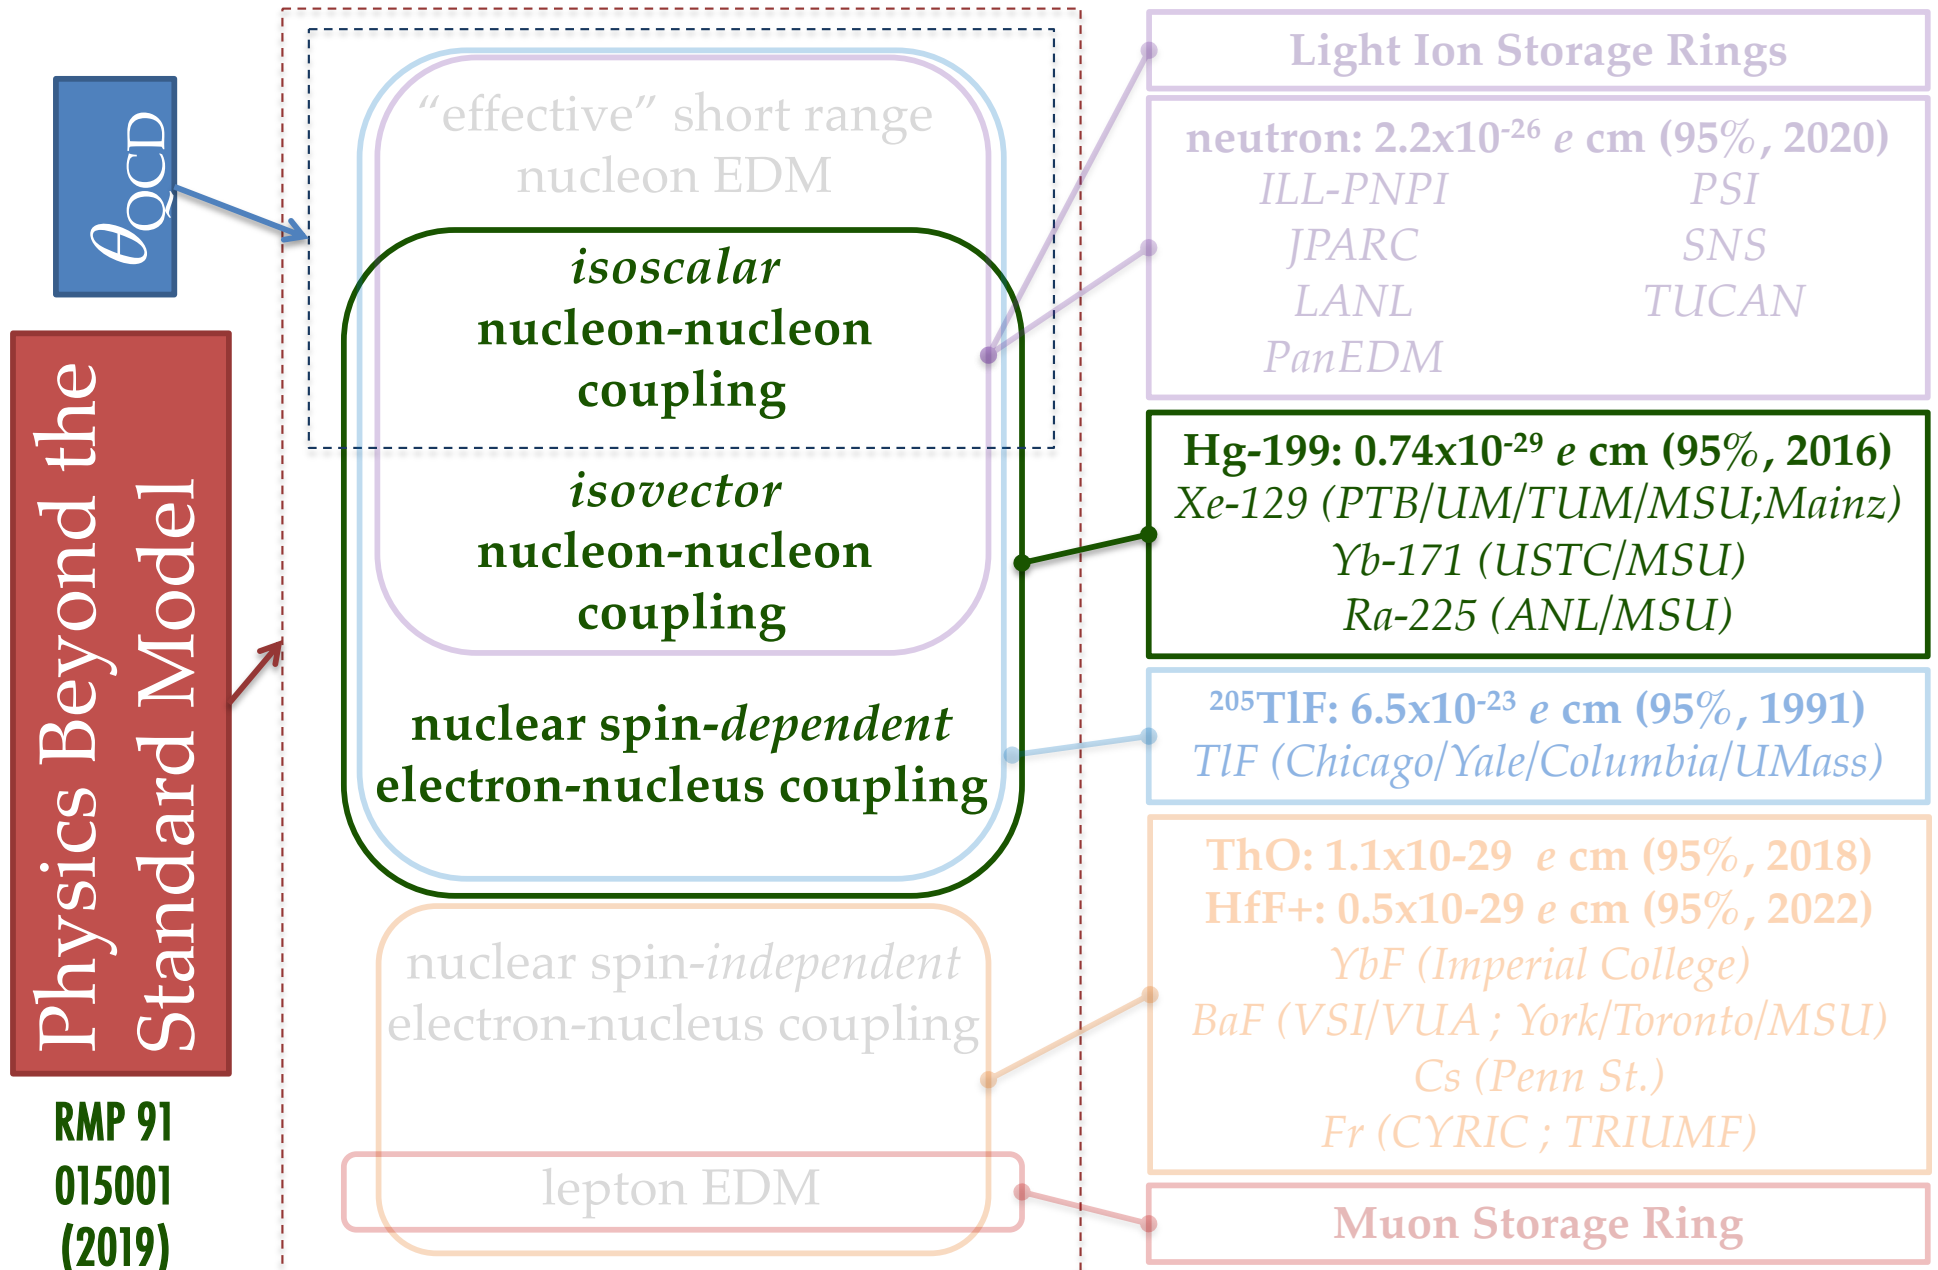 θQCD
Physics Beyond the
Standard Model
RMP 91
015001
(2019)
“effective” short range
nucleon EDM
isoscalar
nucleon-nucleon
coupling
isovector
nucleon-nucleon
coupling
nuclear spin-dependent
electron-nucleus coupling
nuclear spin-independent
electron-nucleus coupling
lepton EDM
Light Ion Storage Rings
neutron: 2.2x10⁻²⁶ e cm (95%, 2020)
ILL-PNPI PSI
JPARC SNS
LANL TUCAN
PanEDM
Hg-199: 0.74x10⁻²⁹ e cm (95%, 2016)
Xe-129 (PTB/UM/TUM/MSU;Mainz)
Yb-171 (USTC/MSU)
Ra-225 (ANL/MSU)
²⁰⁵TlF: 6.5x10⁻²³ e cm (95%, 1991)
TlF (Chicago/Yale/Columbia/UMass)
ThO: 1.1x10-29 e cm (95%, 2018)
HfF+: 0.5x10-29 e cm (95%, 2022)
YbF (Imperial College)
BaF (VSI/VUA ; York/Toronto/MSU)
Cs (Penn St.)
Fr (CYRIC ; TRIUMF)
Muon Storage Ring